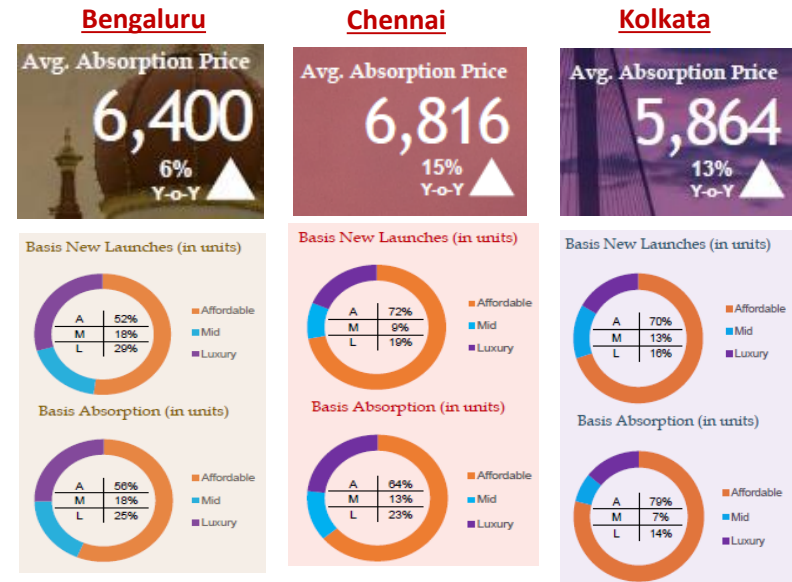 Bengaluru
Avg. Absorption Price
6,400
6%
Y-o-Y
Basis New Launches (in units)
A 52%
M 18%
L 29%
Affordable
Mid
Luxury
Basis Absorption (in units)
A 56%
M 18%
L 25%
Affordable
Mid
Luxury
Chennai
Avg. Absorption Price
6,816
15%
Y-o-Y
Basis New Launches (in units)
A 72%
M 9%
L 19%
Affordable
Mid
Luxury
Basis Absorption (in units)
A 64%
M 13%
L 23%
Affordable
Mid
Luxury
Kolkata
Avg. Absorption Price
5,864
13%
Y-o-Y
Basis New Launches (in units)
A 70%
M 13%
L 16%
Affordable
Mid
Luxury
Basis Absorption (in units)
A 79%
M 7%
L 14%
Affordable
Mid
Luxury